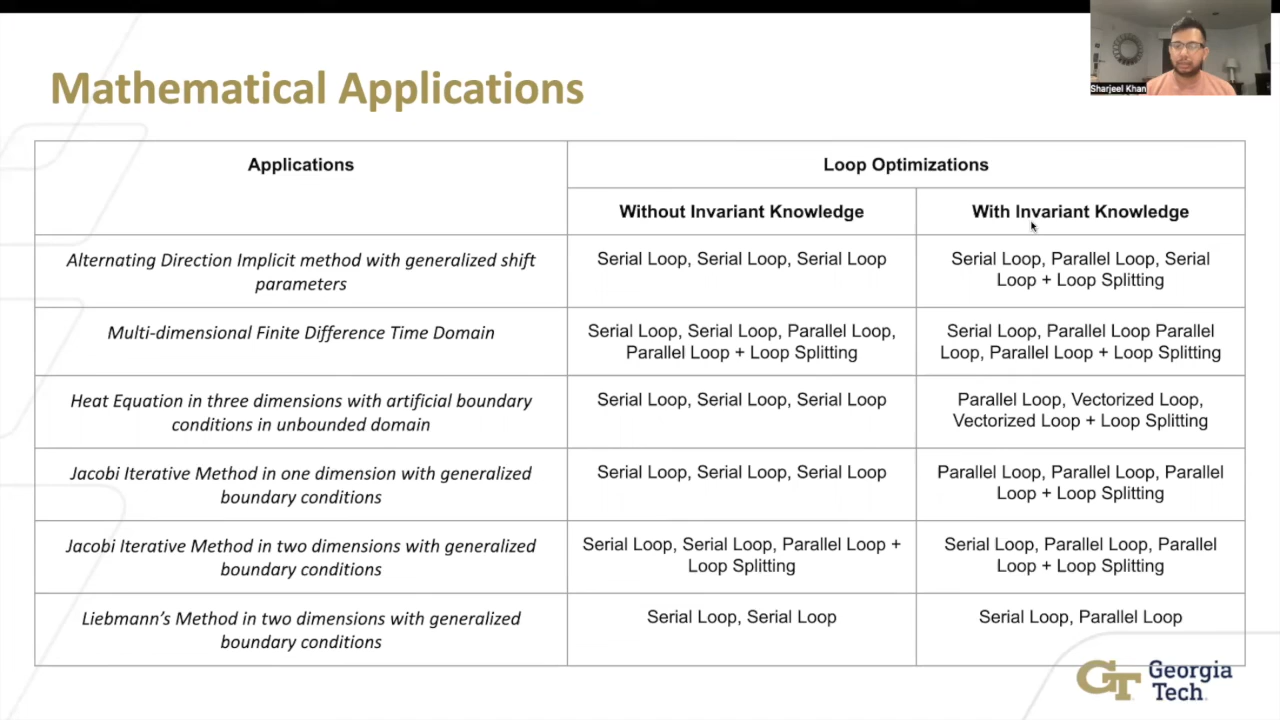 Sharjeel Khan
Mathematical Applications
Applications
Loop Optimizations
Without Invariant Knowledge
With Invariant Knowledge
Alternating Direction Implicit method with generalized shift
parameters
Serial Loop, Serial Loop, Serial Loop
Serial Loop, Parallel Loop, Serial
Loop + Loop Splitting
Multi-dimensional Finite Difference Time Domain
Serial Loop, Serial Loop, Parallel Loop,
Parallel Loop + Loop Splitting
Serial Loop, Parallel Loop Parallel
Loop, Parallel Loop + Loop Splitting
Heat Equation in three dimensions with artificial boundary
conditions in unbounded domain
Serial Loop, Serial Loop, Serial Loop
Parallel Loop, Vectorized Loop,
Vectorized Loop + Loop Splitting
Jacobi Iterative Method in one dimension with generalized
boundary conditions
Serial Loop, Serial Loop, Serial Loop
Parallel Loop, Parallel Loop, Parallel
Loop + Loop Splitting
Jacobi Iterative Method in two dimensions with generalized
boundary conditions
Serial Loop, Serial Loop, Parallel Loop +
Loop Splitting
Serial Loop, Parallel Loop, Parallel
Loop + Loop Splitting
Liebmann's Method in two dimensions with generalized
boundary conditions
Serial Loop, Serial Loop
Serial Loop, Parallel Loop
GT Georgia
Tech